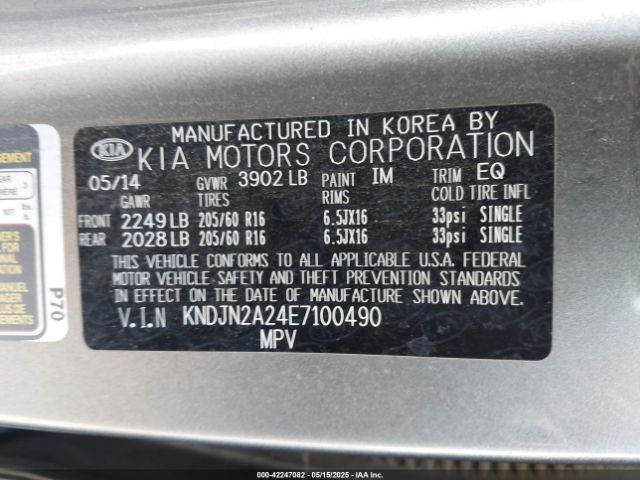 MANUFACTURED IN KOREA BY
KIA KIA MOTORS CORPORATION
05/14 GVWR 3902 LB PAINT IM TRIM EQ
GAWR TIRES RIMS COLD TIRE INFL
FRONT 2249 LB 205/60 R16 6.5JX16 33psi SINGLE
REAR 2028 LB 205/60 R16 6.5JX16 33psi SINGLE
THIS VEHICLE CONFORMS TO ALL APPLICABLE U.S.A. FEDERAL
MOTOR VEHICLE SAFETY AND THEFT PREVENTION STANDARDS
IN EFFECT ON THE DATE OF MANUFACTURE SHOWN ABOVE.
V.I.N KNDJN2A24E7100490
MPV
P70
000-42247082 - 05/15/2025 - IAAI.COM